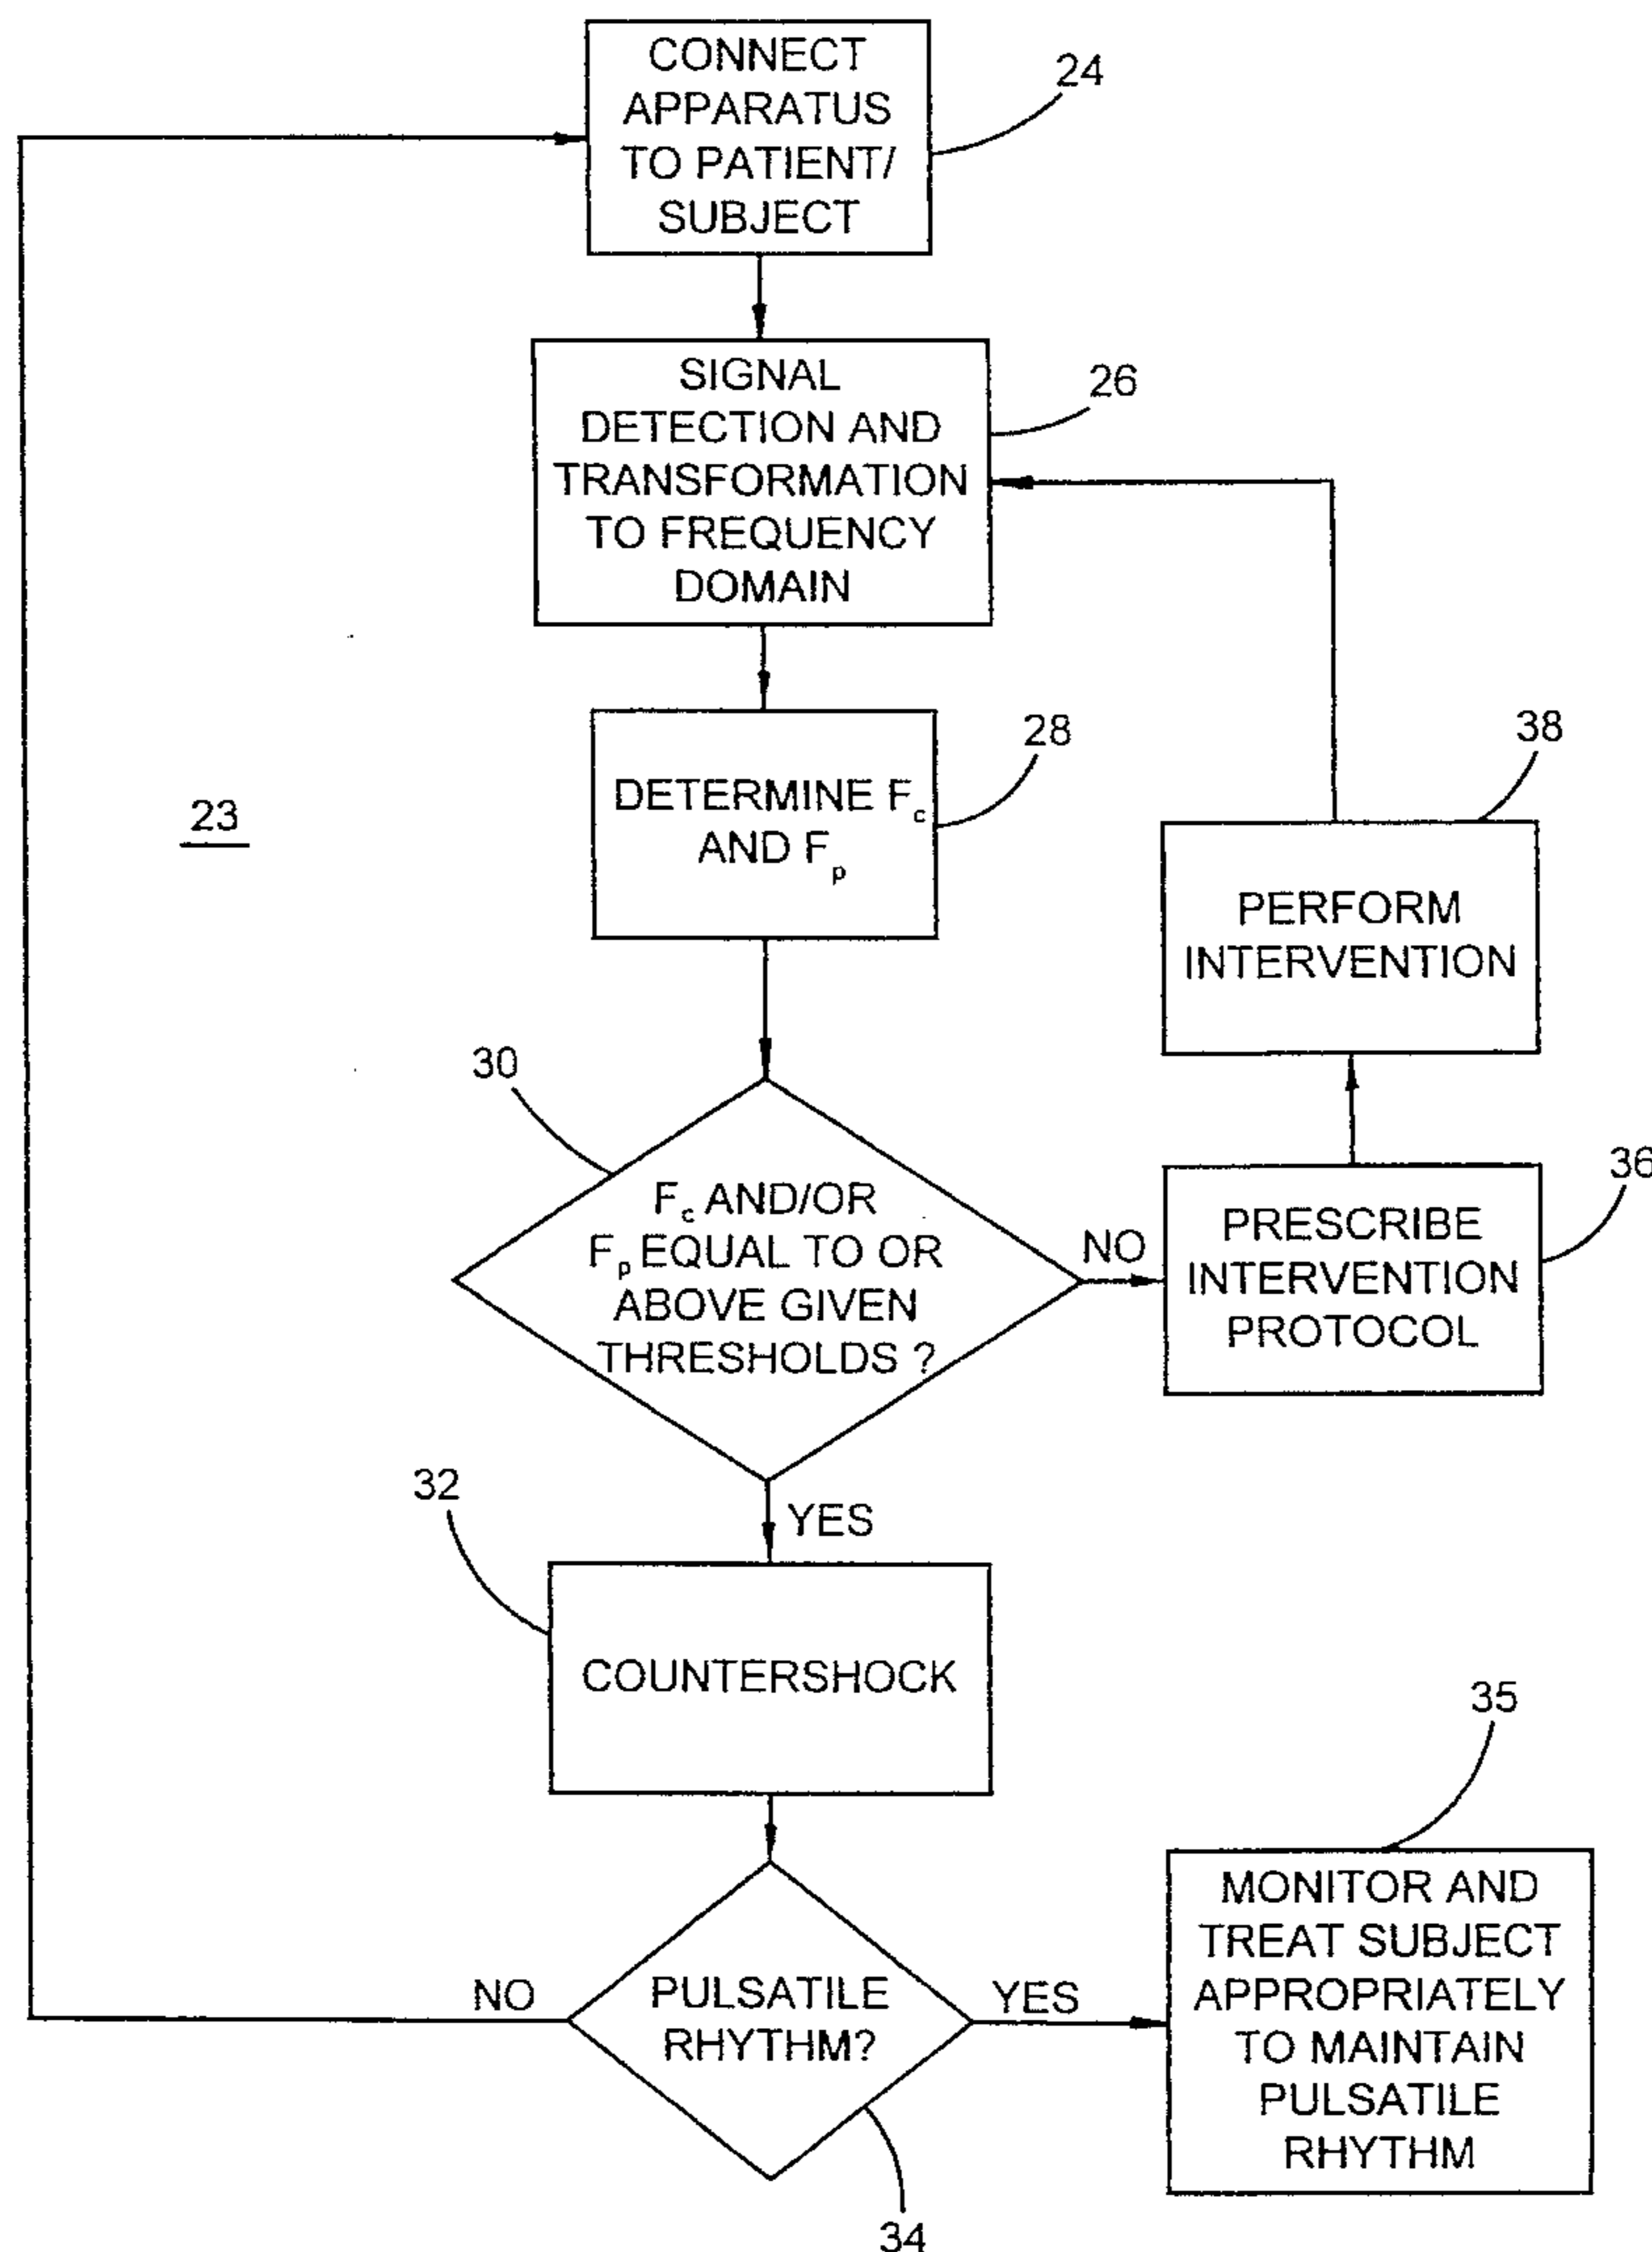 CONNECT
APPARATUS
TO PATIENT/
SUBJECT
24
SIGNAL
DETECTION AND
TRANSFORMATION
TO FREQUENCY
DOMAIN
26
DETERMINE Fc
AND Fp
28
23
38
PERFORM
INTERVENTION
30
Fc AND/OR
Fp EQUAL TO OR
ABOVE GIVEN
THRESHOLDS ?
NO
36
PRESCRIBE
INTERVENTION
PROTOCOL
YES
32
COUNTERSHOCK
35
MONITOR AND
TREAT SUBJECT
APPROPRIATELY
TO MAINTAIN
PULSATILE
RHYTHM
NO
PULSATILE
RHYTHM?
YES
34